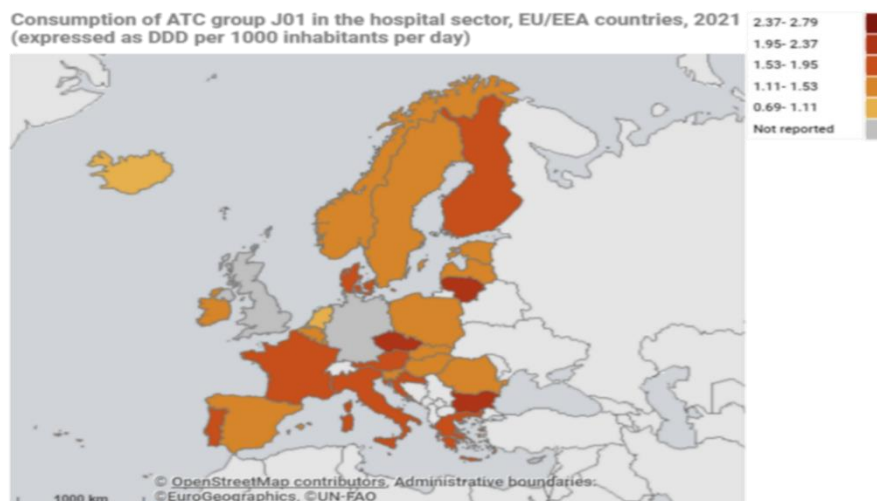 Consumption of ATC group J01 in the hospital sector, EU/EEA countries, 2021
(expressed as DDD per 1000 inhabitants per day)
2.37- 2.79
1.95- 2.37
1.53- 1.95
1.11- 1.53
0.69- 1.11
Not reported
© OpenStreetMap contributors, Administrative boundaries:
1000 km
©EuroGeographics, ©UN-FAO